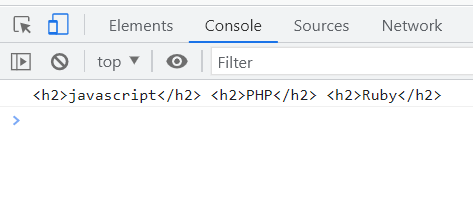 Elements Console Sources Network
top Filter
<h2>javascript</h2> <h2>PHP</h2> <h2>Ruby</h2>
>